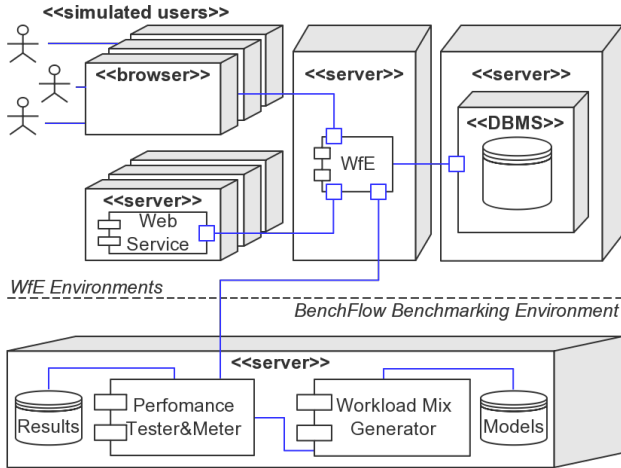 <<simulated users>>
<<browser>>
<<server>>
<<server>>
<<DBMS>>
WfE
<<server>>
Web
Service
WfE Environments
BenchFlow Benchmarking Environment
<<server>>
Results
Perfomance
Tester&Meter
Workload Mix
Generator
Models